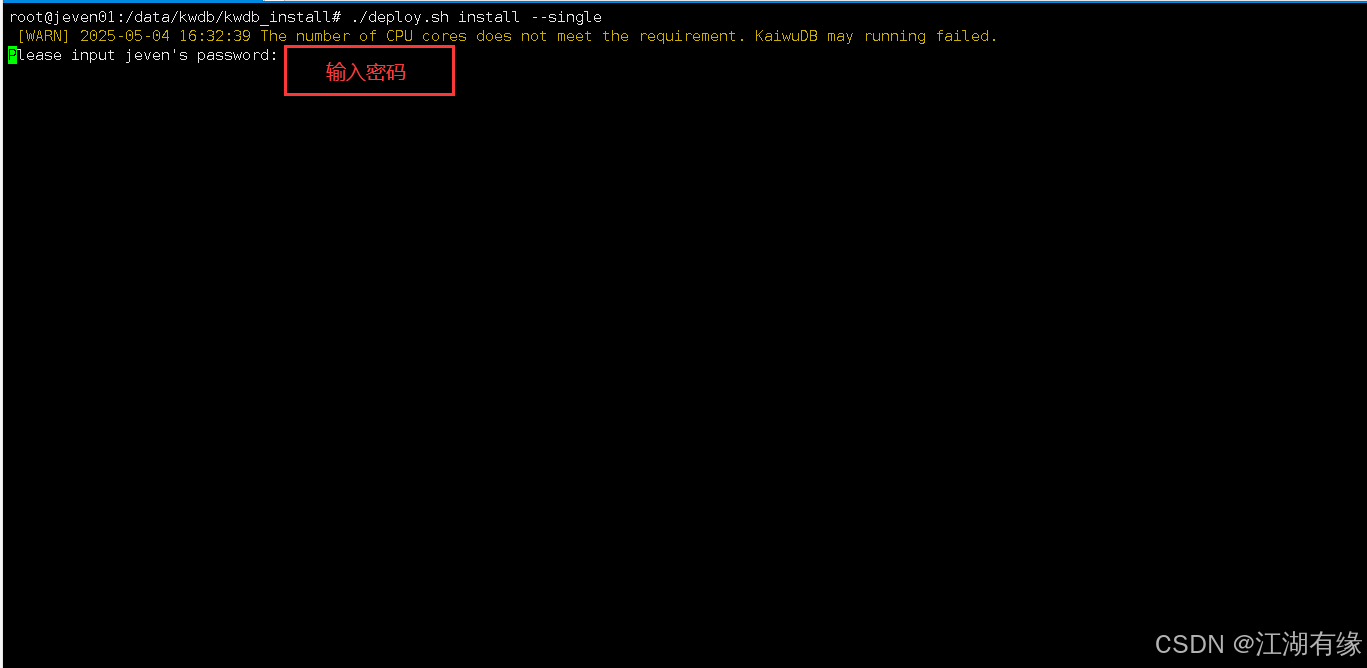 root@jeven01:/data/kwdb/kwdb_install# ./deploy.sh install --single
[WARN] 2025-05-04 16:32:39 The number of CPU cores does not meet the requirement. KaiwuDB may running failed.
Please input jeven's password:
输入密码
CSDN @江湖有缘